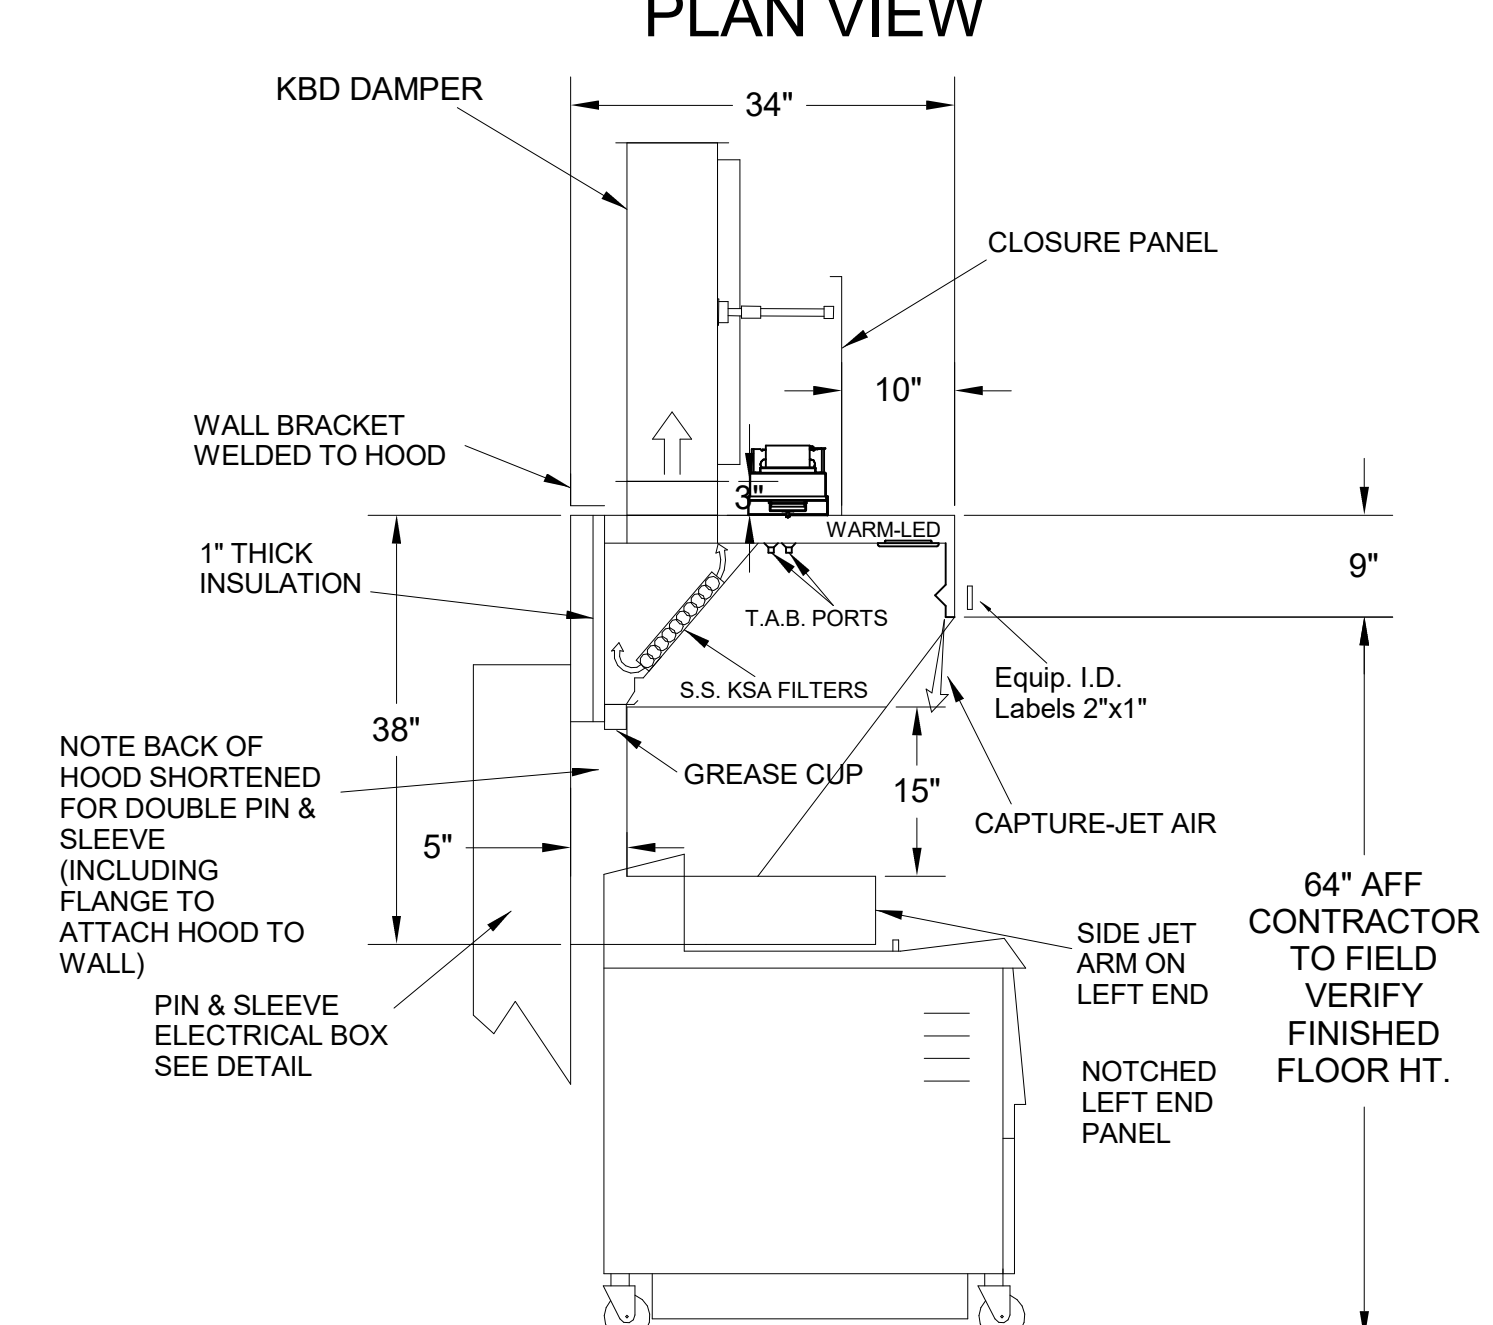 PLAN VIEW
KBD DAMPER
34"
CLOSURE PANEL
10"
WALL BRACKET
WELDED TO HOOD
3"
WARM-LED
1" THICK
INSULATION
9"
T.A.B. PORTS
Equip. I.D.
Labels 2"x1"
S.S. KSA FILTERS
38"
NOTE BACK OF
HOOD SHORTENED
FOR DOUBLE PIN &
SLEEVE
(INCLUDING
FLANGE TO
ATTACH HOOD TO
WALL)
GREASE CUP
15"
CAPTURE-JET AIR
5"
64" AFF
CONTRACTOR
TO FIELD
VERIFY
FINISHED
FLOOR HT.
SIDE JET
ARM ON
LEFT END
PIN & SLEEVE
ELECTRICAL BOX
SEE DETAIL
NOTCHED
LEFT END
PANEL